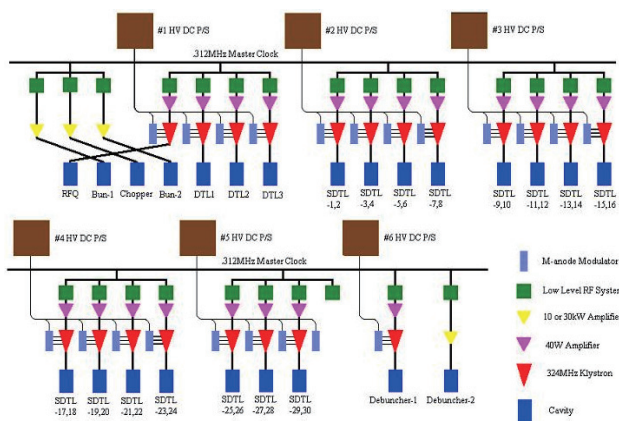 #1 HV DC P/S
#2 HV DC P/S
#3 HV DC P/S
.312MHz Master Clock
RFQ
Bun-1
Chopper
Bun-2
DTL1
DTL2
DTL3
SDTL
-1,2
SDTL
-3,4
SDTL
-5,6
SDTL
-7,8
SDTL
-9,10
SDTL
-11,12
SDTL
-13,14
SDTL
-15,16
#4 HV DC P/S
#5 HV DC P/S
#6 HV DC P/S
.312MHz Master Clock
SDTL
-17,18
SDTL
-19,20
SDTL
-21,22
SDTL
-23,24
SDTL
-25,26
SDTL
-27,28
SDTL
-29,30
Debuncher-1
Debuncher-2
M-anode Modulator
Low Level RF System
10 or 30kW Amplifier
40W Amplifier
324MHz Klystron
Cavity